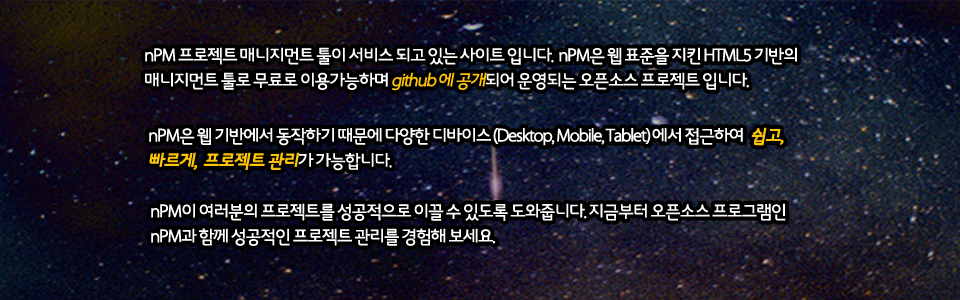 nPM 프로젝트 매니지먼트 툴이 서비스 되고 있는 사이트 입니다. nPM은 웹 표준을 지킨 HTML5 기반의
매니지먼트 툴로 무료로 이용가능하며 github 에 공개되어 운영되는 오픈소스 프로젝트 입니다.
nPM은 웹 기반에서 동작하기 때문에 다양한 디바이스 (Desktop, Mobile, Tablet) 에서 접근하여 쉽고,
빠르게, 프로젝트 관리가 가능합니다.
nPM이 여러분의 프로젝트를 성공적으로 이끌 수 있도록 도와줍니다. 지금부터 오픈소스 프로그램인
nPM과 함께 성공적인 프로젝트 관리를 경험해 보세요.